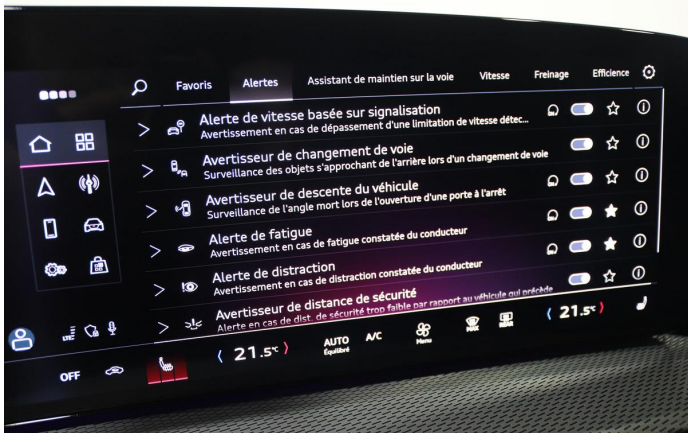 Favoris Alertes Assistant de maintien sur la voie Vitesse Freinage Efficience
Alerte de vitesse basée sur signalisation
Avertissement en cas de dépassement d'une limitation de vitesse détec...
Avertisseur de changement de voie
Surveillance des objets s'approchant de l'arrière lors d'un changement de voie
Avertisseur de descente du véhicule
Surveillance de l'angle mort lors de l'ouverture d'une porte à l'arrêt
Alerte de fatigue
Avertissement en cas de fatigue constatée du conducteur
Alerte de distraction
Avertissement en cas de distraction constatée du conducteur
Avertisseur de distance de sécurité
Alerte en cas de dist. de sécurité trop faible par rapport au véhicule qui précède
LTE
OFF 21.5°C AUTO A/C Menu MAX REAR 21.5°C
Équilibré